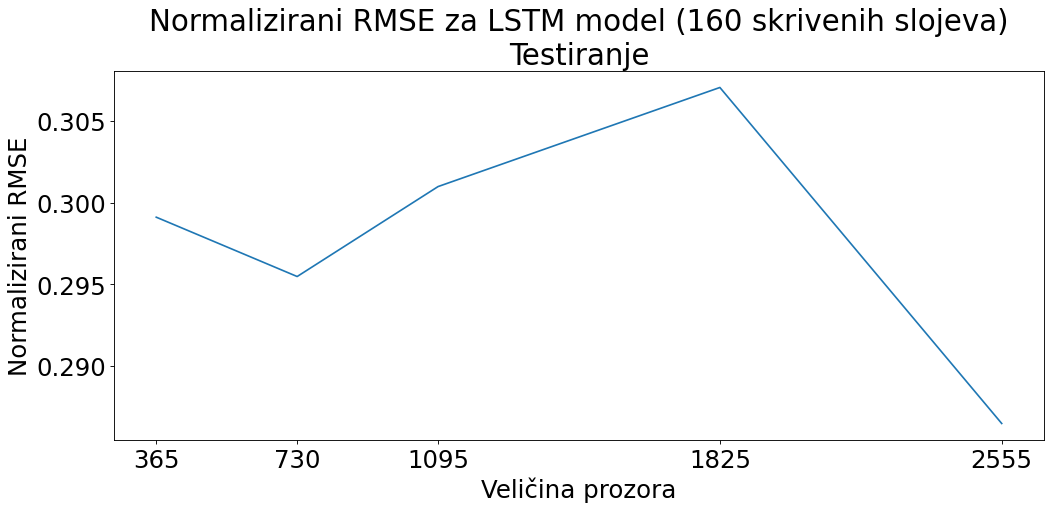 Normalizirani RMSE za LSTM model (160 skrivenih slojeva)
Testiranje
Normalizirani RMSE
0.305
0.300
0.295
0.290
365 730 1095 1825 2555
Veličina prozora